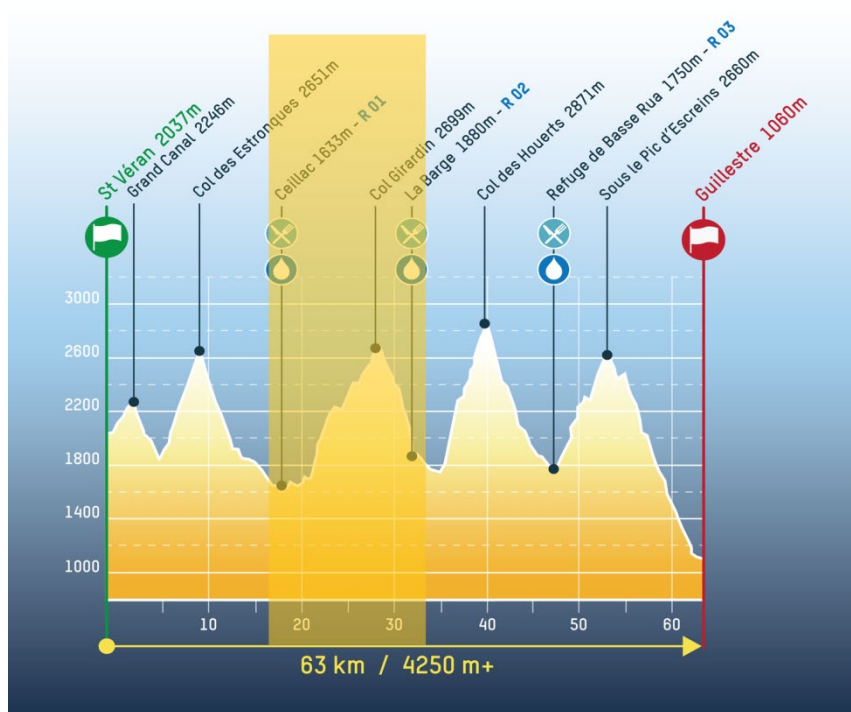 St Véran 2037m
Grand Canal 2246m
Col des Estronques 2651m
Ceillac 1633m - R 01
Col Girardin 2699m
La Barge 1880m - R 02
Col des Houerts 2871m
Refuge de Basse Rua 1750m - R 03
Sous le Pic d'Escreins 2660m
Guillestre 1060m
3000
2600
2200
1800
1400
1000
10 20 30 40 50 60
63 km / 4250 m+